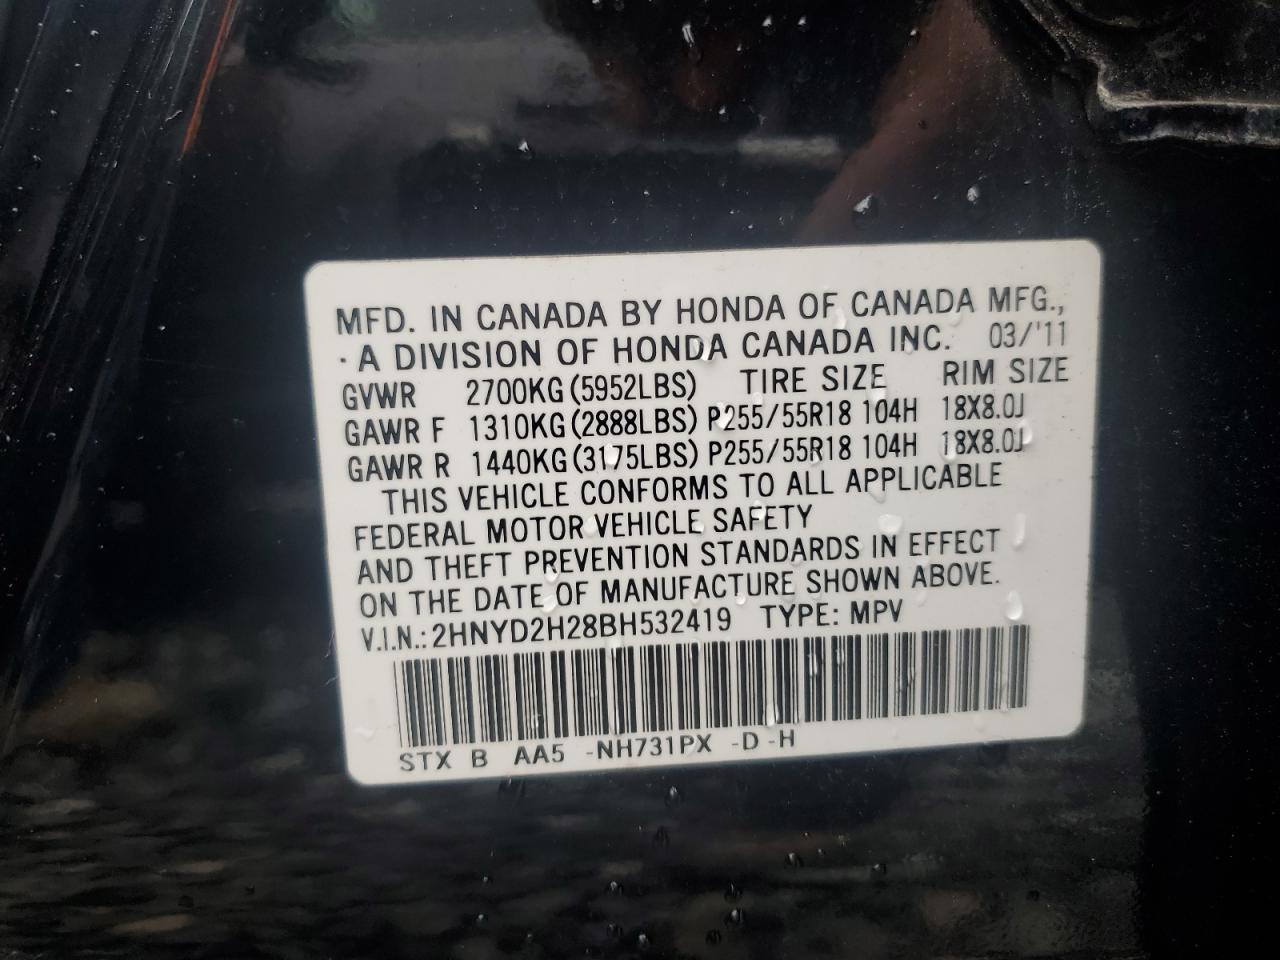 MFD. IN CANADA BY HONDA OF CANADA MFG.,
· A DIVISION OF HONDA CANADA INC. 03/'11
GVWR 2700KG (5952LBS) TIRE SIZE RIM SIZE
GAWR F 1310KG (2888LBS) P255/55R18 104H 18X8.0J
GAWR R 1440KG (3175LBS) P255/55R18 104H 18X8.0J
THIS VEHICLE CONFORMS TO ALL APPLICABLE
FEDERAL MOTOR VEHICLE SAFETY
AND THEFT PREVENTION STANDARDS IN EFFECT
ON THE DATE OF MANUFACTURE SHOWN ABOVE.
V.I.N.: 2HNYD2H28BH532419 TYPE: MPV
STX B AA5 -NH731PX -D -H